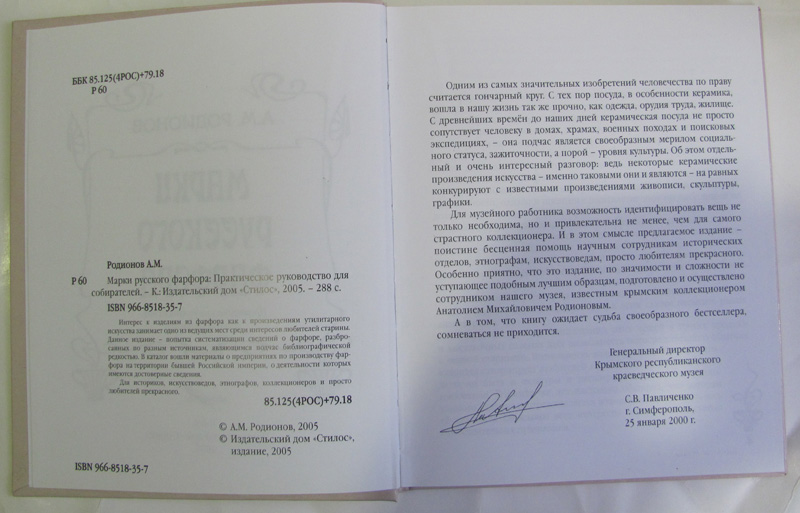 ББК 85.125(4РОС)+79.18
Р 60
Родионов А.М.
Р 60 Марки русского фарфора: Практическое руководство для
собирателей. – К.: Издательский дом «Стилос», 2005. – 288 с.
ISBN 966-8518-35-7
Интерес к изделиям из фарфора как к произведениям утилитарного
искусства занимает одно из ведущих мест среди интересов любителей старины.
Данное издание – попытка систематизации сведений о фарфоре, разбро-
санных по разным источникам, являющимся подчас библиографической
редкостью. В каталог вошли материалы о предприятиях по производству фар-
фора на территории бывшей Российской империи, о деятельности которых
имеются достоверные сведения.
Для историков, искусствоведов, этнографов, коллекционеров и просто
любителей прекрасного.
85.125(4РОС)+79.18
© А.М. Родионов, 2005
© Издательский дом «Стилос»,
издание, 2005
ISBN 966-8518-35-7
Одним из самых значительных изобретений человечества по праву
считается гончарный круг. С тех пор посуда, в особенности керамика,
вошла в нашу жизнь так же прочно, как одежда, орудия труда, жилище.
С древнейших времён до наших дней керамическая посуда не просто
сопутствует человеку в домах, храмах, военных походах и поисковых
экспедициях, – она подчас является своеобразным мерилом социаль-
ного статуса, зажиточности, а порой – уровня культуры. Об этом отдель-
ный и очень интересный разговор: ведь некоторые керамические
произведения искусства – именно таковыми они и являются – на равных
конкурируют с известными произведениями живописи, скульптуры,
графики.
Для музейного работника возможность идентифицировать вещь не
только необходима, но и привлекательна не менее, чем для самого
страстного коллекционера. И в этом смысле предлагаемое издание –
поистине бесценная помощь научным сотрудникам исторических
отделов, этнографам, искусствоведам, просто любителям прекрасного.
Особенно приятно, что это издание, по значимости и сложности не
уступающее подобным лучшим образцам, подготовлено и осуществлено
сотрудником нашего музея, известным крымским коллекционером
Анатолием Михайловичем Родионовым.
А в том, что книгу ожидает судьба своеобразного бестселлера,
сомневаться не приходится.
Генеральный директор
Крымского республиканского
краеведческого музея
С.В. Павличенко
г. Симферополь,
25 января 2000 г.